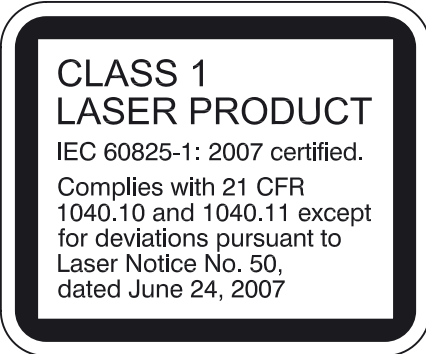 CLASS 1
LASER PRODUCT
IEC 60825-1: 2007 certified.
Complies with 21 CFR
1040.10 and 1040.11 except
for deviations pursuant to
Laser Notice No. 50,
dated June 24, 2007